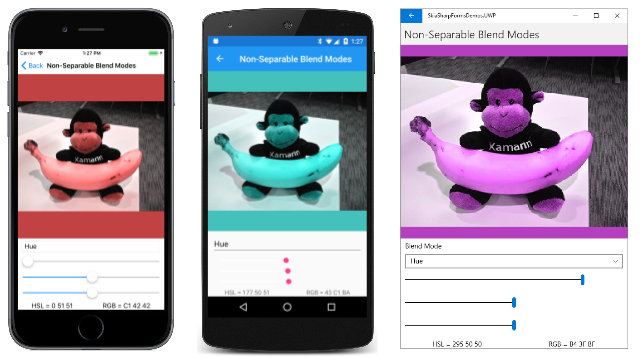 Carrier 1:27 PM
Back Non-Separable Blend Modes
Xamarin
Hue
HSL = 0 51 51 RGB = C1 42 42
1:27
Non-Separable Blend Modes
Xamarin
Hue
HSL = 177 50 51 RGB = 43 C1 BA
SkiaSharpFormsDemos.UWP
Non-Separable Blend Modes
Xamarin
Blend Mode
Hue
HSL = 295 50 50 RGB = B4 3F BF